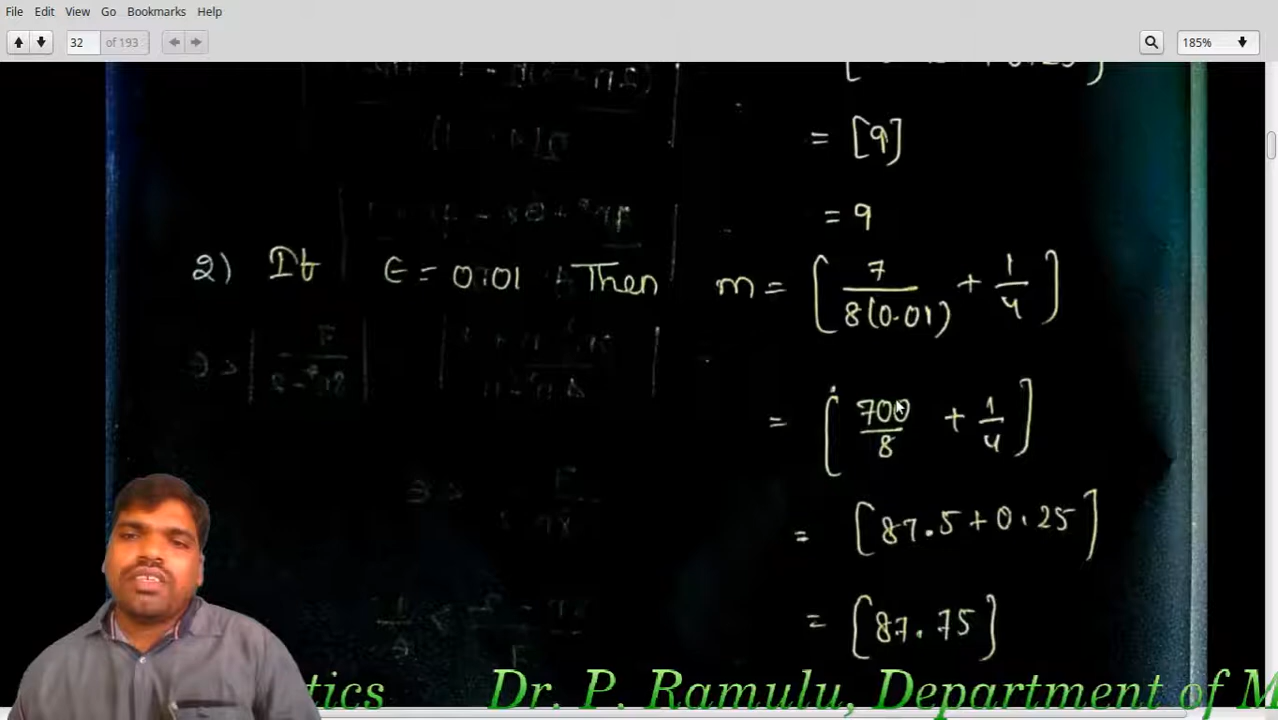 File Edit View Go Bookmarks Help
32 of 193 185%
= [9]
= 9
2) If ϵ = 0.01 Then m = [7/8(0.01) + 1/4]
= [700/8 + 1/4]
= [87.5 + 0.25]
= [87.75]
tics Dr. P. Ramulu, Department of M